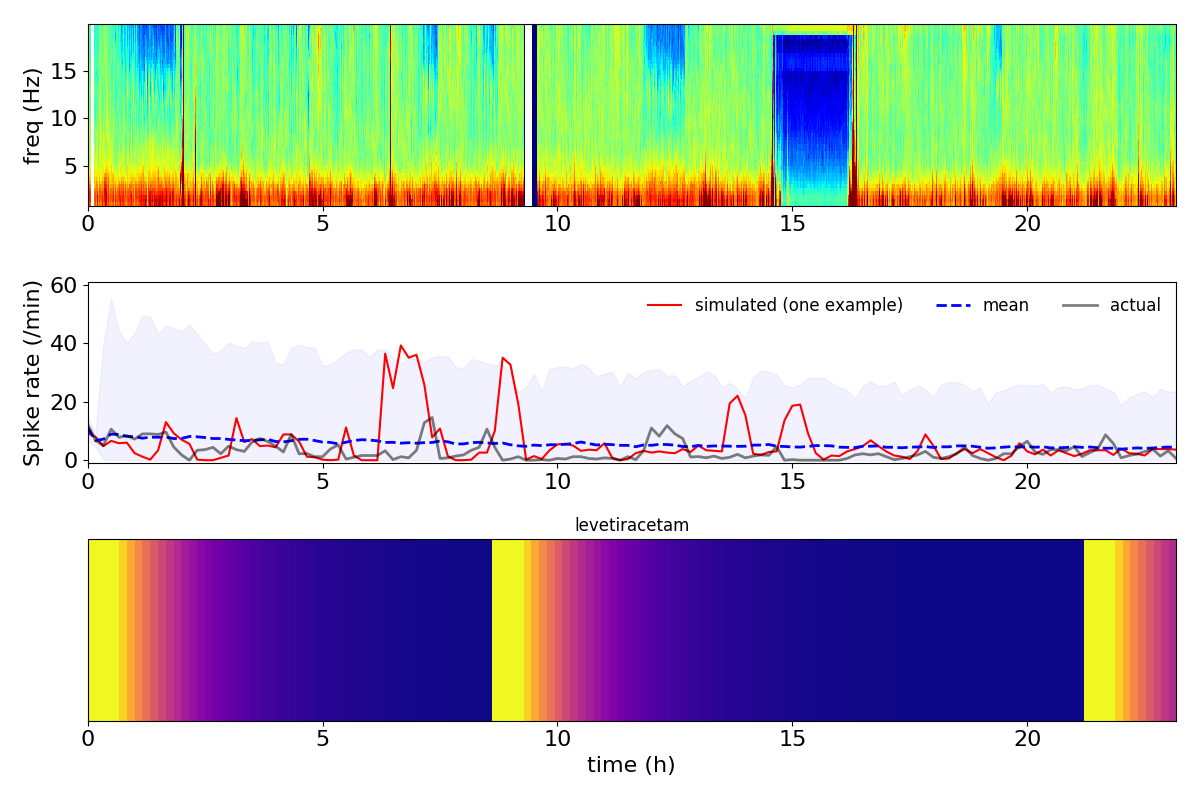 freq (Hz)
15
10
5
0 5 10 15 20
Spike rate (/min)
60
40
20
0
simulated (one example) mean actual
0 5 10 15 20
levetiracetam
0 5 10 15 20
time (h)